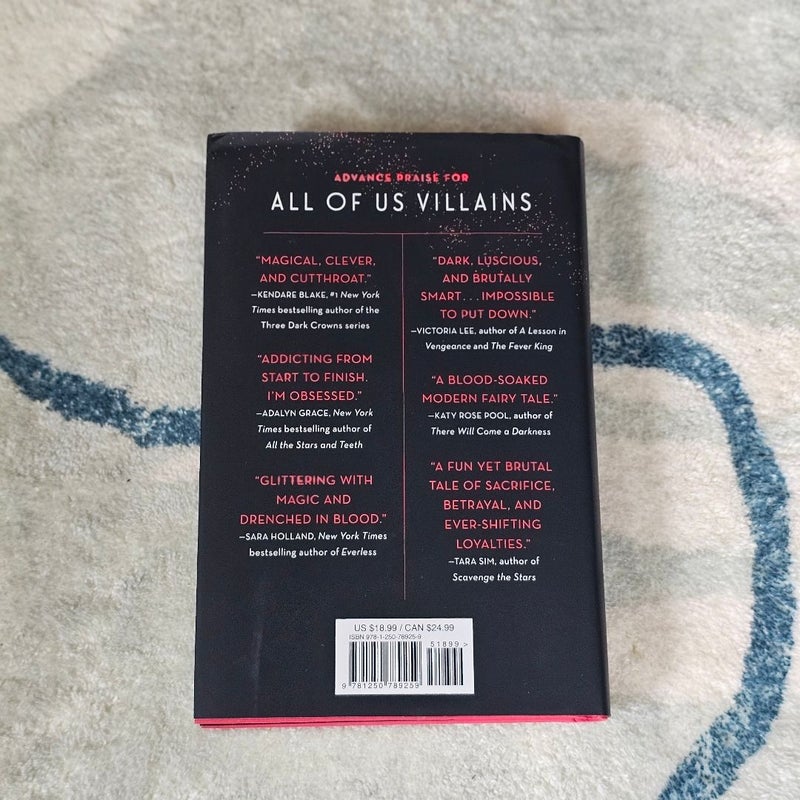 ADVANCE PRAISE FOR
ALL OF US VILLAINS
"MAGICAL, CLEVER,
AND CUTTHROAT."
—KENDARE BLAKE, #1 New York
Times bestselling author of the
Three Dark Crowns series
"ADDICTING FROM
START TO FINISH.
I'M OBSESSED."
—ADALYN GRACE, New York
Times bestselling author of
All the Stars and Teeth
"GLITTERING WITH
MAGIC AND
DRENCHED IN BLOOD."
—SARA HOLLAND, New York Times
bestselling author of Everless
"DARK, LUSCIOUS,
AND BRUTALLY
SMART . . . IMPOSSIBLE
TO PUT DOWN."
—VICTORIA LEE, author of A Lesson in
Vengeance and The Fever King
"A BLOOD-SOAKED
MODERN FAIRY TALE."
—KATY ROSE POOL, author of
There Will Come a Darkness
"A FUN YET BRUTAL
TALE OF SACRIFICE,
BETRAYAL, AND
EVER-SHIFTING
LOYALTIES."
—TARA SIM, author of
Scavenge the Stars
US $18.99 / CAN $24.99
ISBN 978-1-250-78925-9
51899 >
9 781250 789259